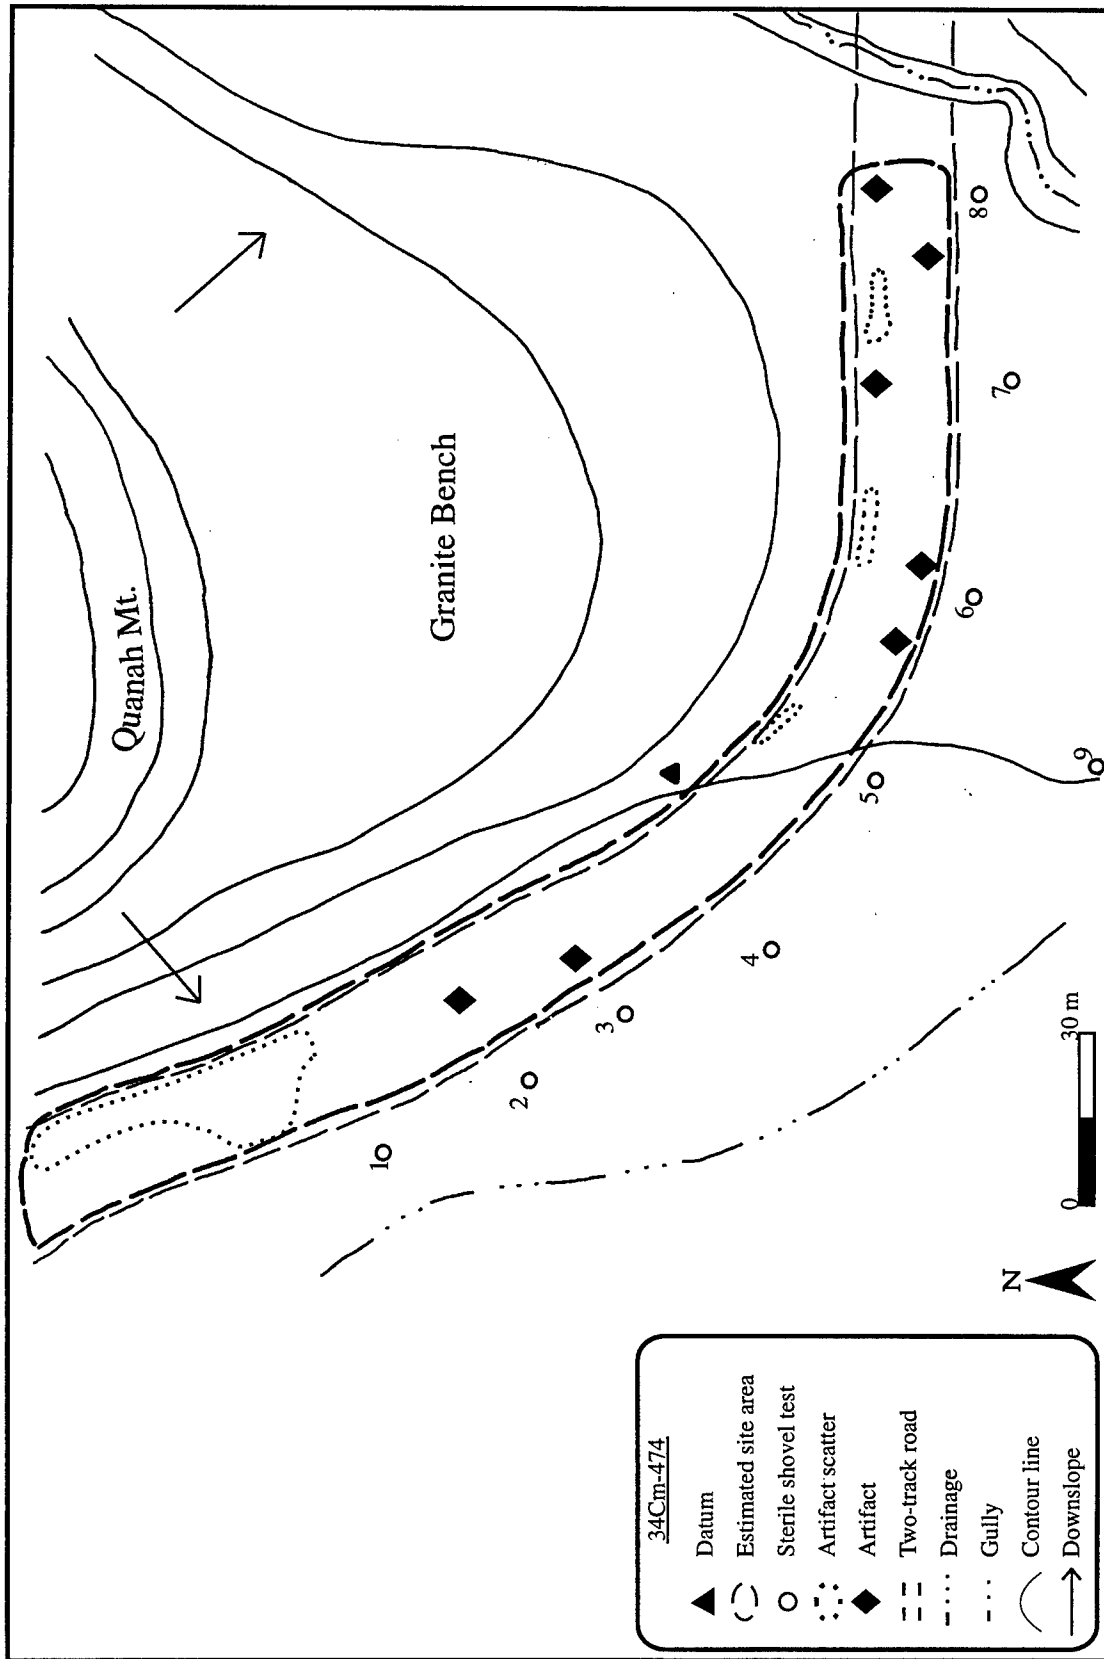 Quanah Mt.
Granite Bench
1
2
3
4
5
6
7
8
9
N
0
30 m
34Cm-474
Datum
Estimated site area
Sterile shovel test
Artifact scatter
Artifact
Two-track road
Drainage
Gully
Contour line
Downslope